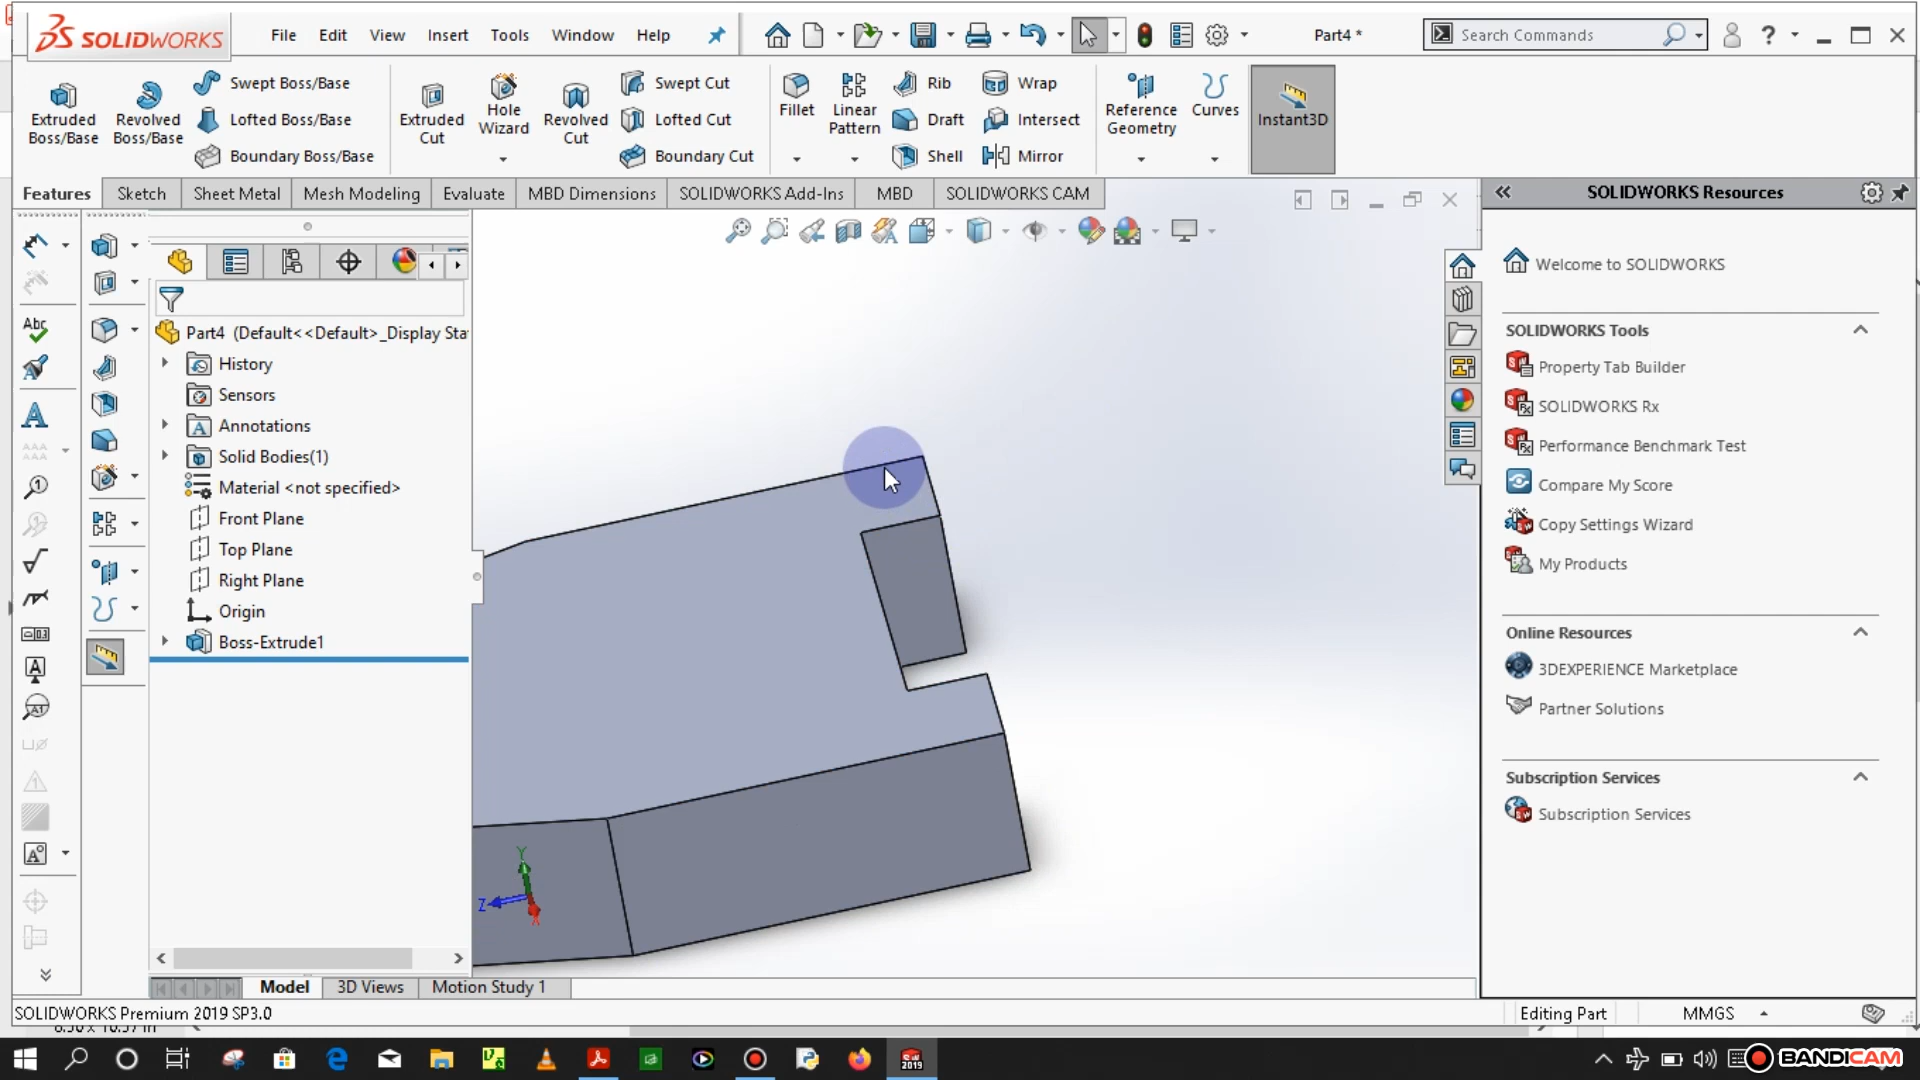 SOLIDWORKS File Edit View Insert Tools Window Help Part4 * Search Commands ?
Extruded Boss/Base
Revolved Boss/Base
Swept Boss/Base
Lofted Boss/Base
Boundary Boss/Base
Extruded Cut
Hole Wizard
Revolved Cut
Swept Cut
Lofted Cut
Boundary Cut
Fillet
Linear Pattern
Rib
Draft
Shell
Wrap
Intersect
Mirror
Reference Geometry
Curves
Instant3D
Features Sketch Sheet Metal Mesh Modeling Evaluate MBD Dimensions SOLIDWORKS Add-Ins MBD SOLIDWORKS CAM
Part4 (Default<<Default>_Display Sta
History
Sensors
Annotations
Solid Bodies(1)
Material <not specified>
Front Plane
Top Plane
Right Plane
Origin
Boss-Extrude1
Abc
Y
Z
X
SOLIDWORKS Resources
Welcome to SOLIDWORKS
SOLIDWORKS Tools
Property Tab Builder
SOLIDWORKS Rx
Performance Benchmark Test
Compare My Score
Copy Settings Wizard
My Products
Online Resources
3DEXPERIENCE Marketplace
Partner Solutions
Subscription Services
Subscription Services
Model 3D Views Motion Study 1
SOLIDWORKS Premium 2019 SP3.0 Editing Part MMGS
BANDICAM